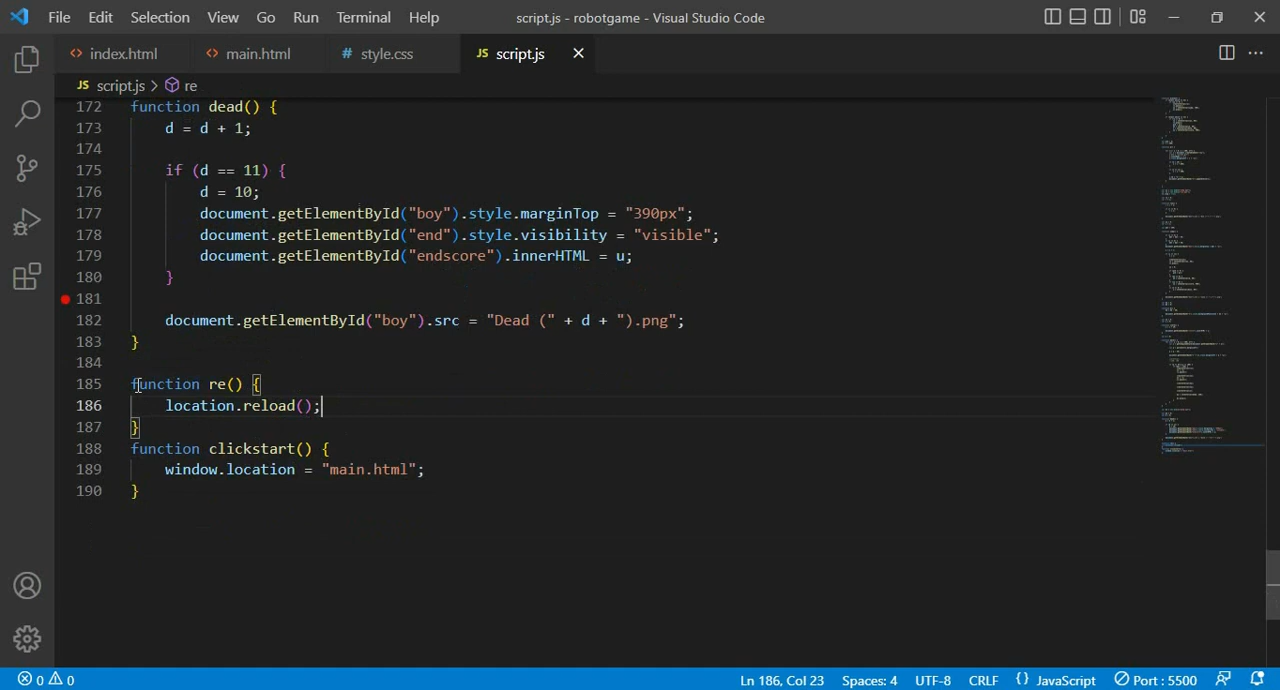 File Edit Selection View Go Run Terminal Help script.js - robotgame - Visual Studio Code
index.html main.html # style.css JS script.js
JS script.js > re
172 function dead() {
173 d = d + 1;
174
175 if (d == 11) {
176 d = 10;
177 document.getElementById("boy").style.marginTop = "390px";
178 document.getElementById("end").style.visibility = "visible";
179 document.getElementById("endscore").innerHTML = u;
180 }
181
182 document.getElementById("boy").src = "Dead (" + d + ").png";
183 }
184
185 function re() {
186 location.reload();
187 }
188 function clickstart() {
189 window.location = "main.html";
190 }
0 0 Ln 186, Col 23 Spaces: 4 UTF-8 CRLF {} JavaScript Port : 5500